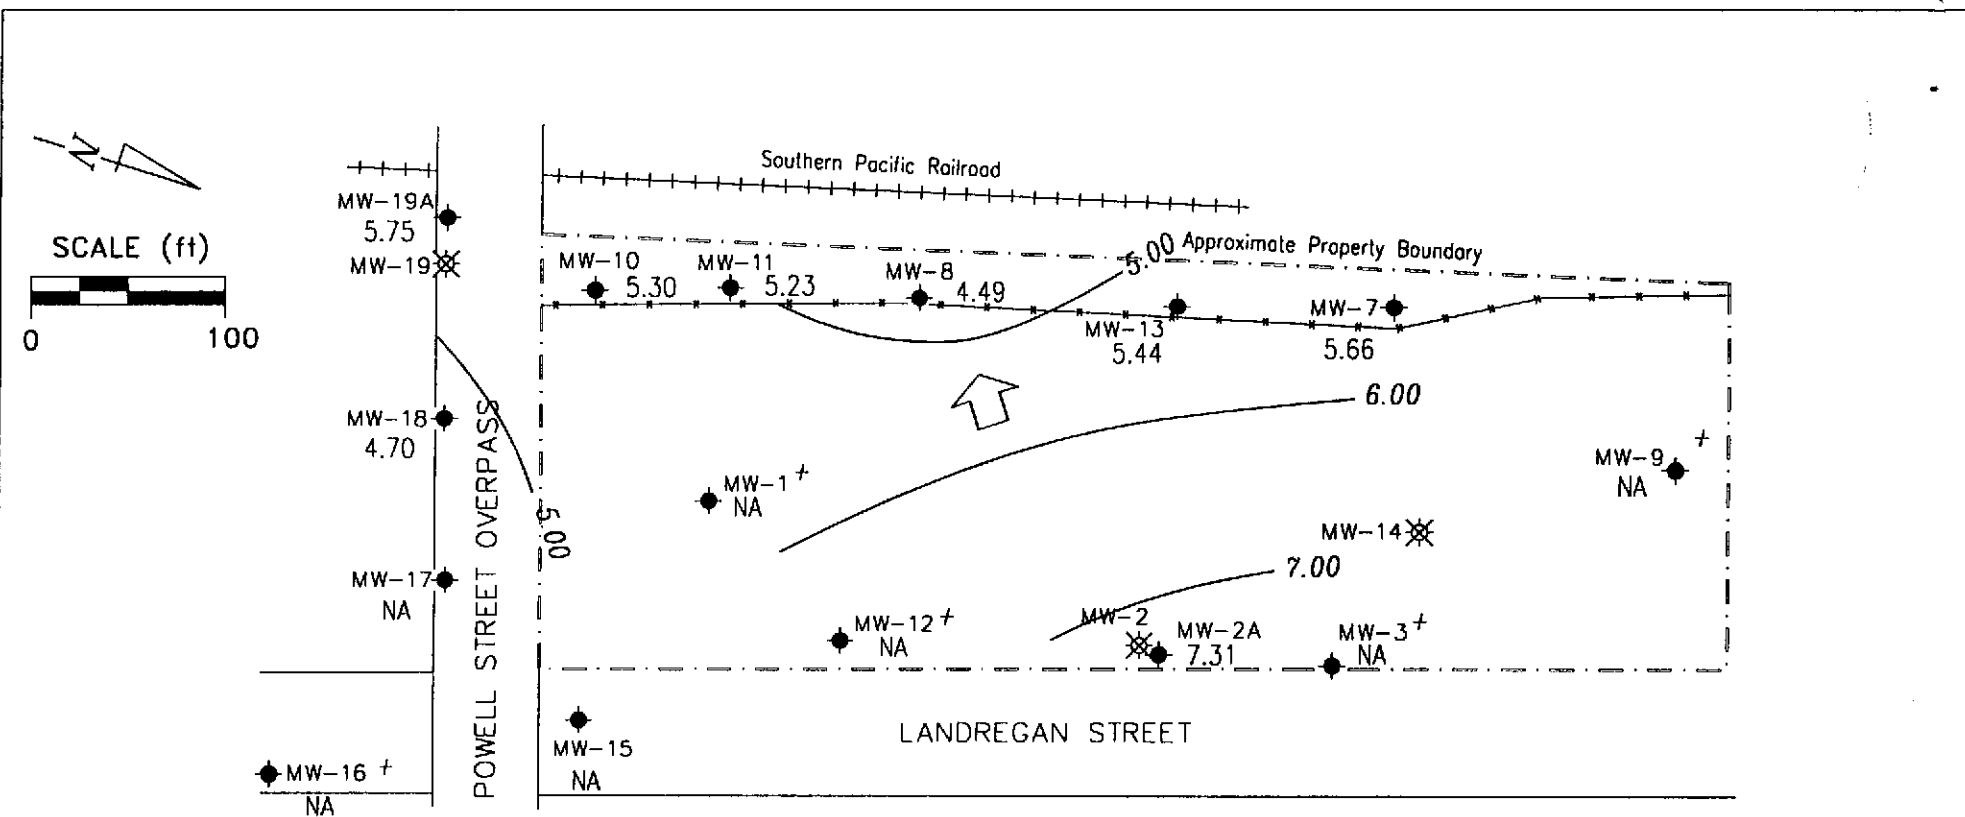 N
Southern Pacific Railroad
MW-19A
5.75
SCALE (ft)
0 100
MW-19
MW-10
5.30
MW-11
5.23
MW-8
4.49
5.00
Approximate Property Boundary
MW-13
5.44
MW-7
5.66
6.00
MW-18
4.70
MW-1 +
NA
MW-9 +
NA
5.00
MW-14
7.00
MW-17
NA
POWELL STREET OVERPASS
MW-12 +
NA
MW-2
MW-2A
7.31
MW-3 +
NA
LANDREGAN STREET
MW-15
NA
MW-16 +
NA